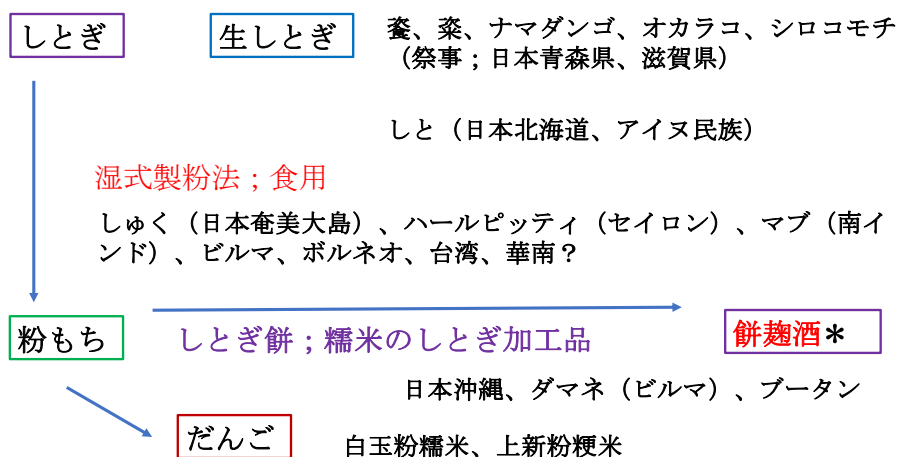 しとぎ
生しとぎ
粢、ナマダンゴ、オカラコ、シロコモチ
（祭事；日本青森県、滋賀県）
しと（日本北海道、アイヌ民族）
湿式製粉法；食用
しゅく（日本奄美大島）、ハールピッティ（セイロン）、マブ（南イ
ンド）、ビルマ、ボルネオ、台湾、華南？
粉もち
しとぎ餅；糯米のしとぎ加工品
餅麹酒＊
日本沖縄、ダマネ（ビルマ）、ブータン
だんご
白玉粉糯米、上新粉粳米